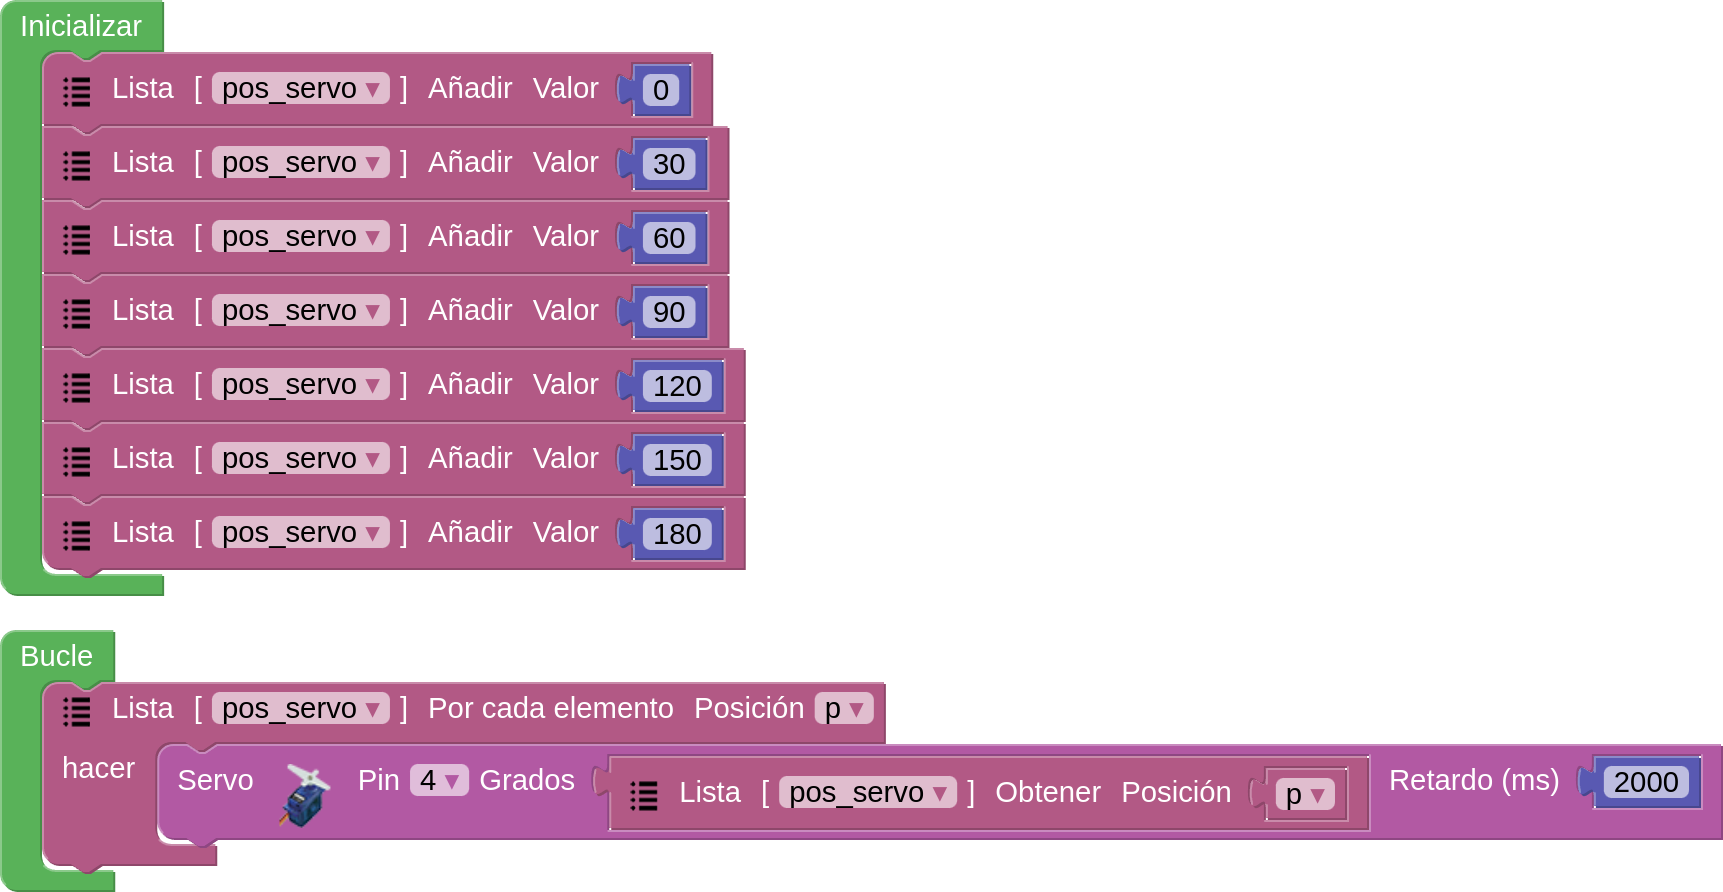 Inicializar
Lista [ pos_servo ▾ ] Añadir Valor 0
Lista [ pos_servo ▾ ] Añadir Valor 30
Lista [ pos_servo ▾ ] Añadir Valor 60
Lista [ pos_servo ▾ ] Añadir Valor 90
Lista [ pos_servo ▾ ] Añadir Valor 120
Lista [ pos_servo ▾ ] Añadir Valor 150
Lista [ pos_servo ▾ ] Añadir Valor 180
Bucle
Lista [ pos_servo ▾ ] Por cada elemento Posición p ▾
hacer Servo Pin 4 ▾ Grados Lista [ pos_servo ▾ ] Obtener Posición p ▾ Retardo (ms) 2000